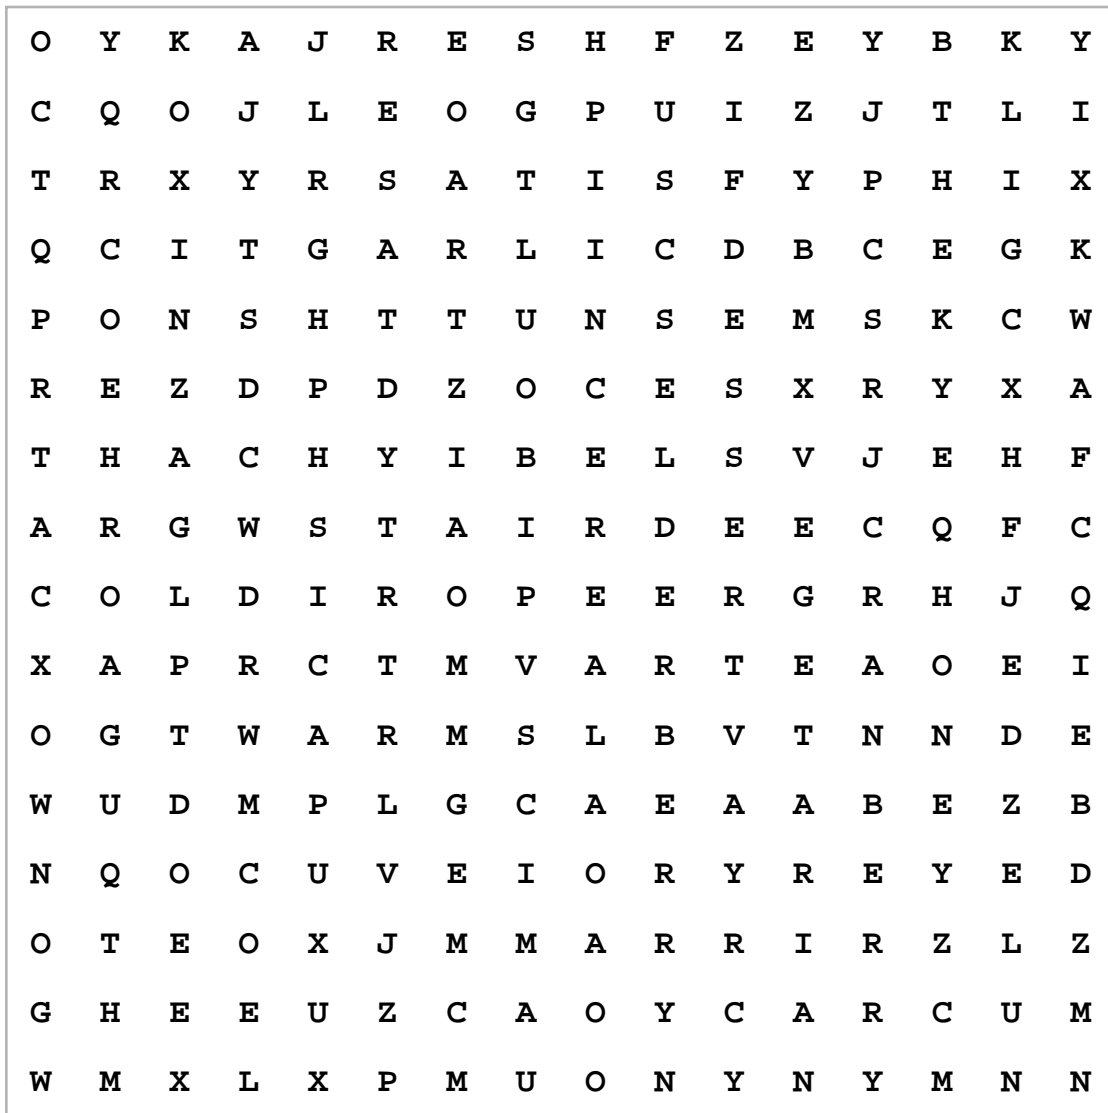 O Y K A J R E S H F Z E Y B K Y
C Q O J L E O G P U I Z J T L I
T R X Y R S A T I S F Y P H I X
Q C I T G A R L I C D B C E G K
P O N S H T T U N S E M S K C W
R E Z D P D Z O C E S X R Y X A
T H A C H Y I B E L S V J E H F
A R G W S T A I R D E E C Q F C
C O L D I R O P E E R G R H J Q
X A P R C T M V A R T E A O E I
O G T W A R M S L B V T N N D E
W U D M P L G C A E A A B E Z B
N Q O C U V E I O R Y R E Y E D
O T E O X J M M A R R I R Z L Z
G H E E U Z C A O Y C A R C U M
W M X L X P M U O N Y N Y M N N